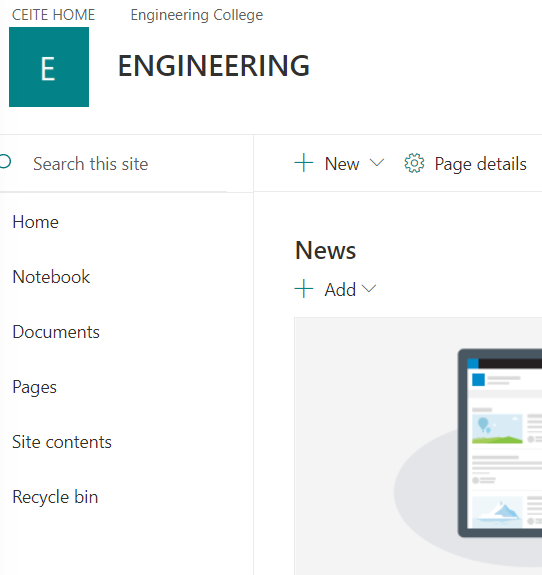 CEITE HOME Engineering College
E ENGINEERING
Search this site
New Page details
Home
News
Notebook
Add
Documents
Pages
Site contents
Recycle bin